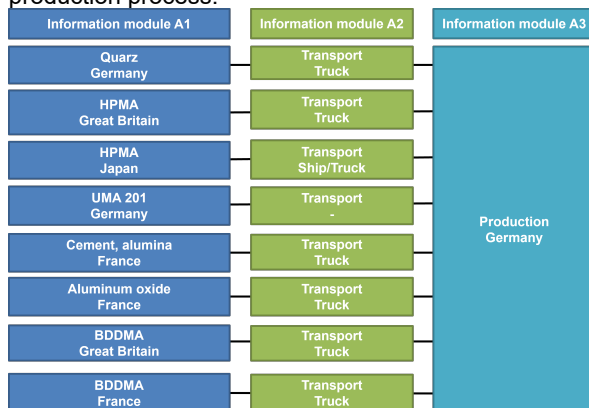 production process.
Information module A1
Information module A2
Information module A3
Quarz
Germany
Transport
Truck
HPMA
Great Britain
Transport
Truck
HPMA
Japan
Transport
Ship/Truck
UMA 201
Germany
Transport
-
Production
Germany
Cement, alumina
France
Transport
Truck
Aluminum oxide
France
Transport
Truck
BDDMA
Great Britain
Transport
Truck
BDDMA
France
Transport
Truck